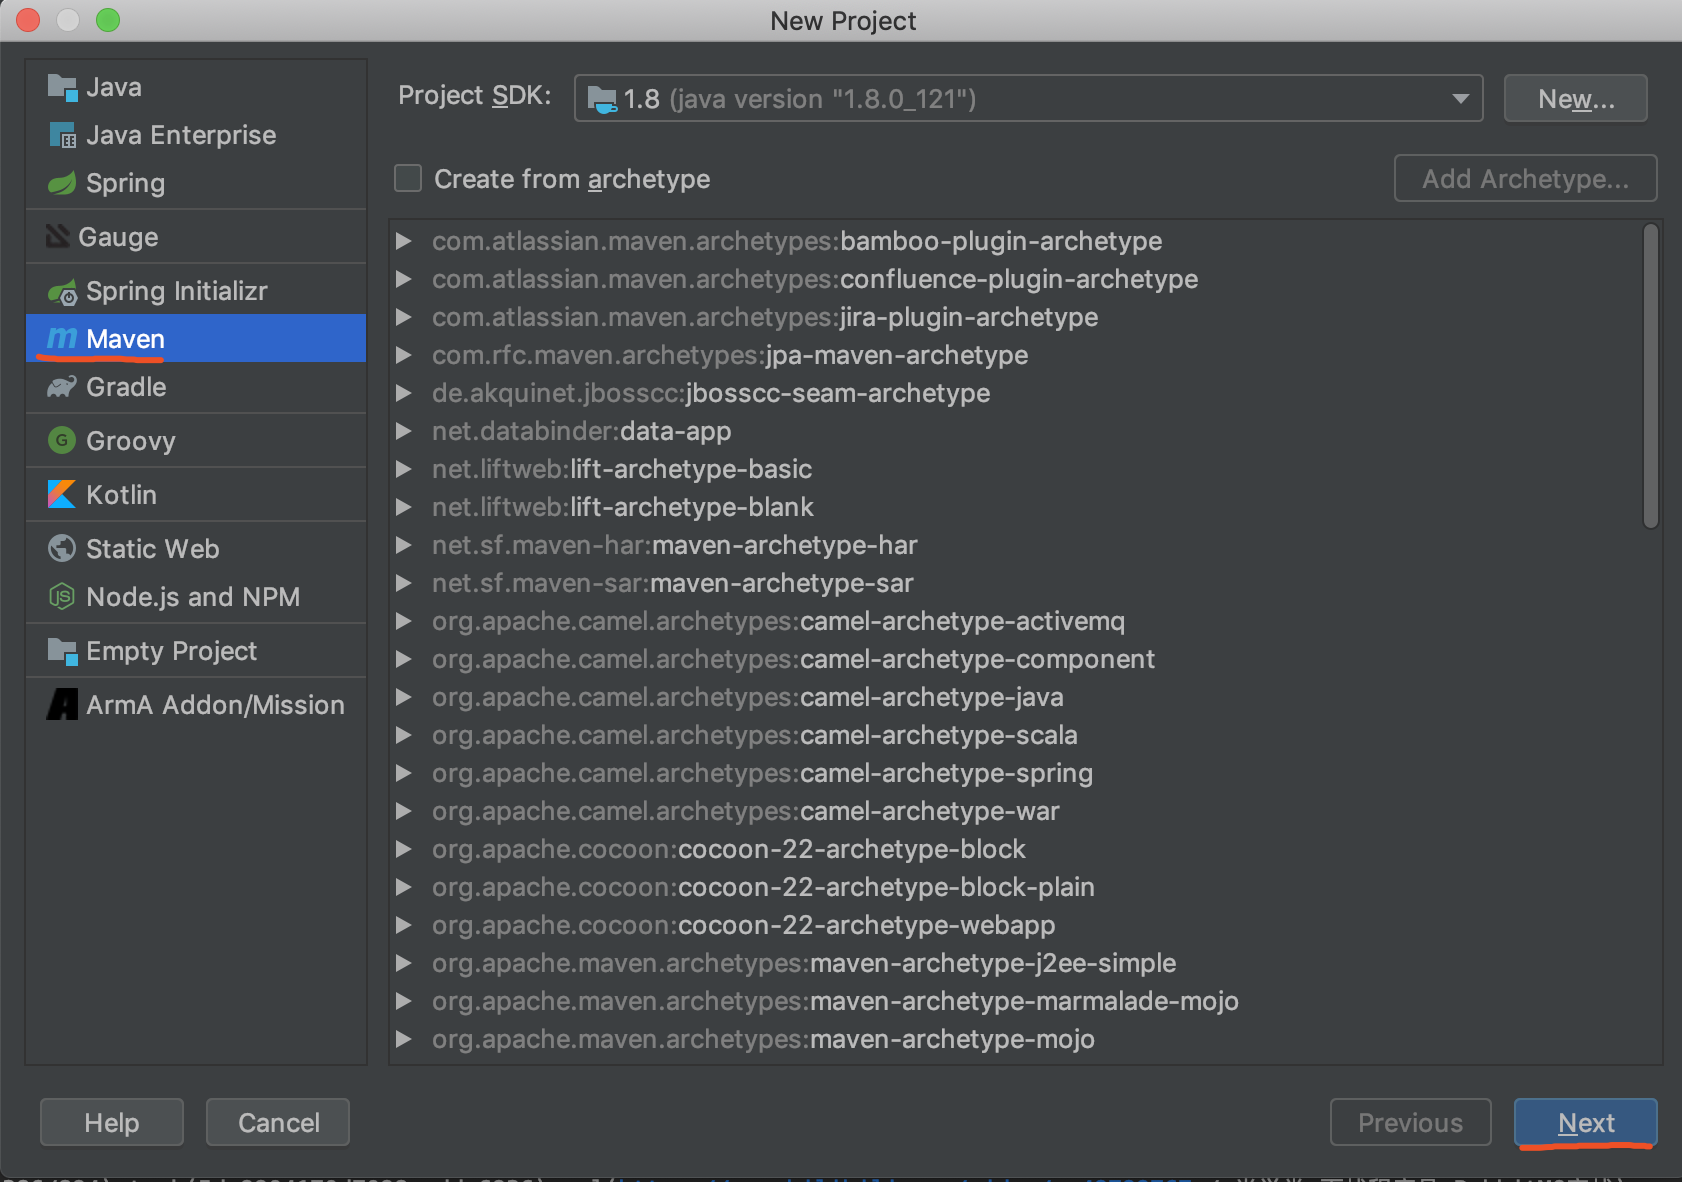 New Project
Java
Java Enterprise
Spring
Gauge
Spring Initializr
Maven
Gradle
Groovy
Kotlin
Static Web
Node.js and NPM
Empty Project
ArmA Addon/Mission
Project SDK:
1.8 (java version "1.8.0_121")
New...
Create from archetype
Add Archetype...
com.atlassian.maven.archetypes:bamboo-plugin-archetype
com.atlassian.maven.archetypes:confluence-plugin-archetype
com.atlassian.maven.archetypes:jira-plugin-archetype
com.rfc.maven.archetypes:jpa-maven-archetype
de.akquinet.jbosscc:jbosscc-seam-archetype
net.databinder:data-app
net.liftweb:lift-archetype-basic
net.liftweb:lift-archetype-blank
net.sf.maven-har:maven-archetype-har
net.sf.maven-sar:maven-archetype-sar
org.apache.camel.archetypes:camel-archetype-activemq
org.apache.camel.archetypes:camel-archetype-component
org.apache.camel.archetypes:camel-archetype-java
org.apache.camel.archetypes:camel-archetype-scala
org.apache.camel.archetypes:camel-archetype-spring
org.apache.camel.archetypes:camel-archetype-war
org.apache.cocoon:cocoon-22-archetype-block
org.apache.cocoon:cocoon-22-archetype-block-plain
org.apache.cocoon:cocoon-22-archetype-webapp
org.apache.maven.archetypes:maven-archetype-j2ee-simple
org.apache.maven.archetypes:maven-archetype-marmalade-mojo
org.apache.maven.archetypes:maven-archetype-mojo
Help
Cancel
Previous
Next